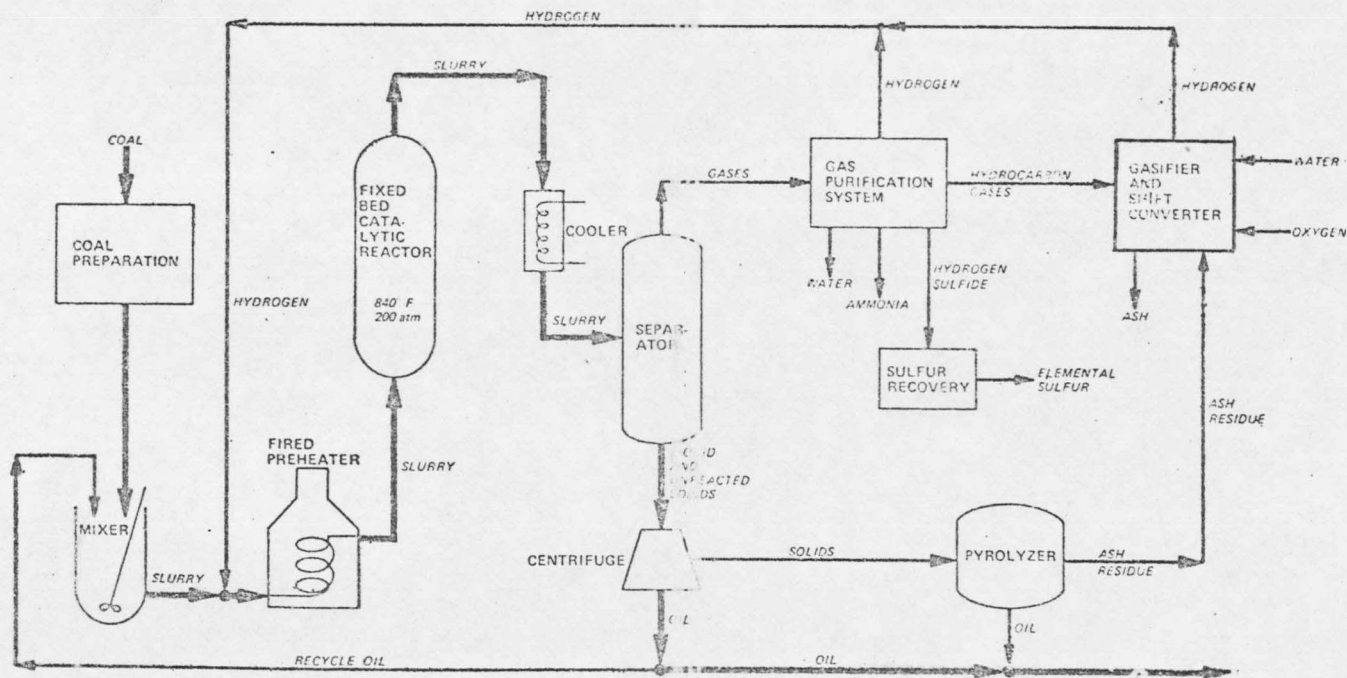 HYDROGEN
SLURRY
HYDROGEN
HYDROGEN
COAL
COAL
PREPARATION
FIXED
BED
CATA-
LYTIC
REACTOR
840° F
200 atm
COOLER
GASES
GAS
PURIFICATION
SYSTEM
HYDROCARBON
GASES
GASIFIER
AND
SHIFT
CONVERTER
WATER
OXYGEN
HYDROGEN
SLURRY
SEPAR-
ATOR
WATER
AMMONIA
HYDROGEN
SULFIDE
ASH
SULFUR
RECOVERY
ELEMENTAL
SULFUR
ASH
RESIDUE
FIRED
PREHEATER
SLURRY
AND
UNREACTED
SOLIDS
MIXER
SLURRY
CENTRIFUGE
SOLIDS
PYROLYZER
ASH
RESIDUE
OIL
OIL
RECYCLE OIL
OIL